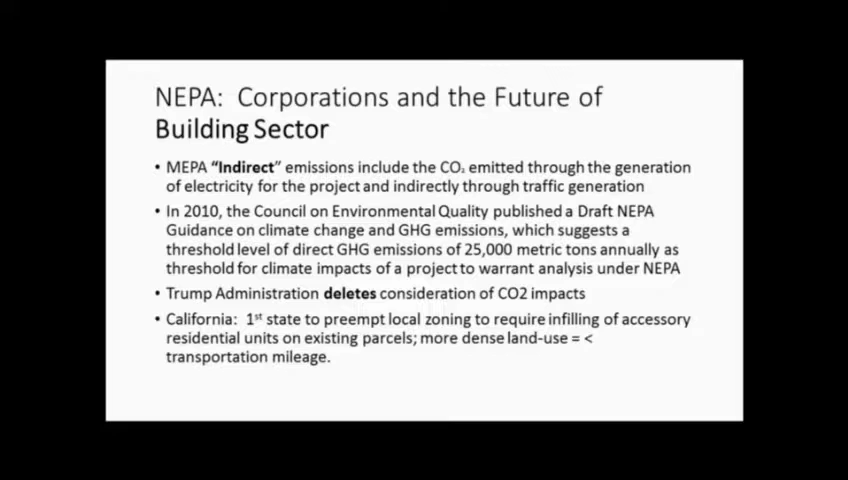 NEPA: Corporations and the Future of
Building Sector
• MEPA “Indirect” emissions include the CO₂ emitted through the generation
of electricity for the project and indirectly through traffic generation
• In 2010, the Council on Environmental Quality published a Draft NEPA
Guidance on climate change and GHG emissions, which suggests a
threshold level of direct GHG emissions of 25,000 metric tons annually as
threshold for climate impacts of a project to warrant analysis under NEPA
• Trump Administration deletes consideration of CO2 impacts
• California: 1st state to preempt local zoning to require infilling of accessory
residential units on existing parcels; more dense land-use = <
transportation mileage.